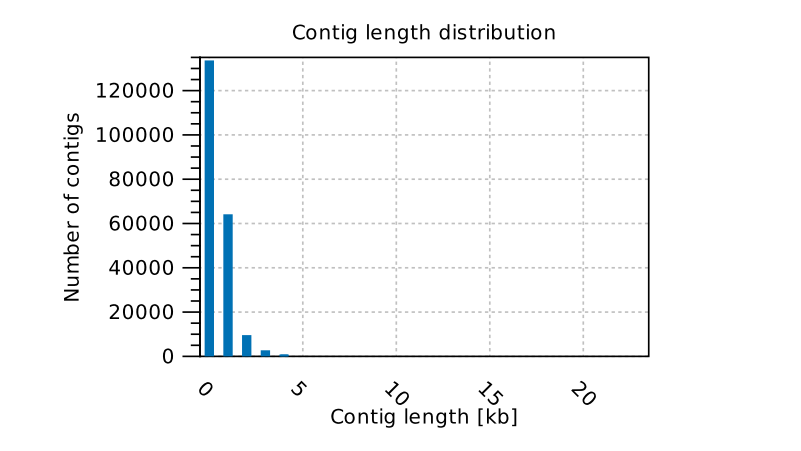 Contig length distribution
Number of contigs
120000
100000
80000
60000
40000
20000
0
0 5 10 15 20
Contig length [kb]